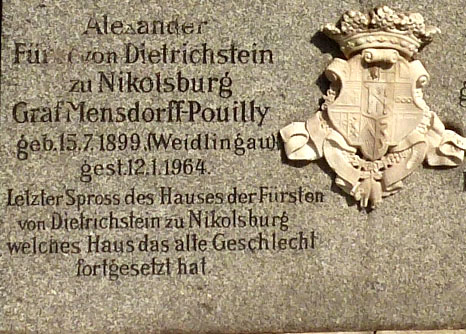 Alexander
Fürst von Dietrichstein
zu Nikolsburg
Graf Mensdorff-Pouilly
geb. 15.7.1899. (Weidlingau)
gest. 12.1.1964.
Letzter Spross des Hauses der Fürsten
von Dietrichstein zu Nikolsburg
welches Haus das alte Geschlecht
fortgesetzt hat.